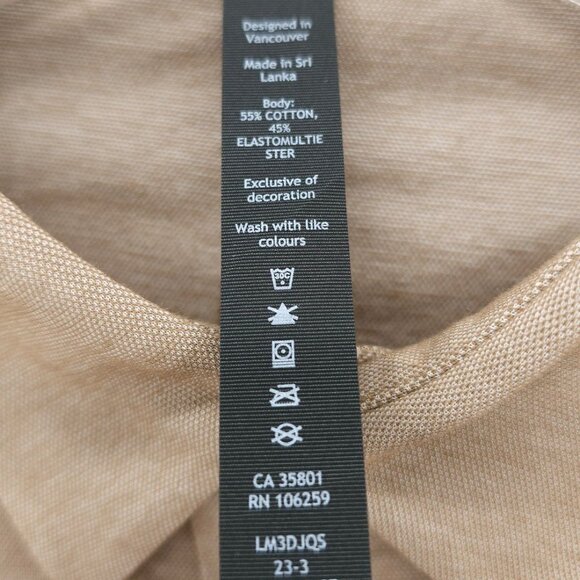 Designed in
Vancouver
Made in Sri
Lanka
Body:
55% COTTON,
45%
ELASTOMULTIE
STER
Exclusive of
decoration
Wash with like
colours
30C
CA 35801
RN 106259
LM3DJQS
23-3